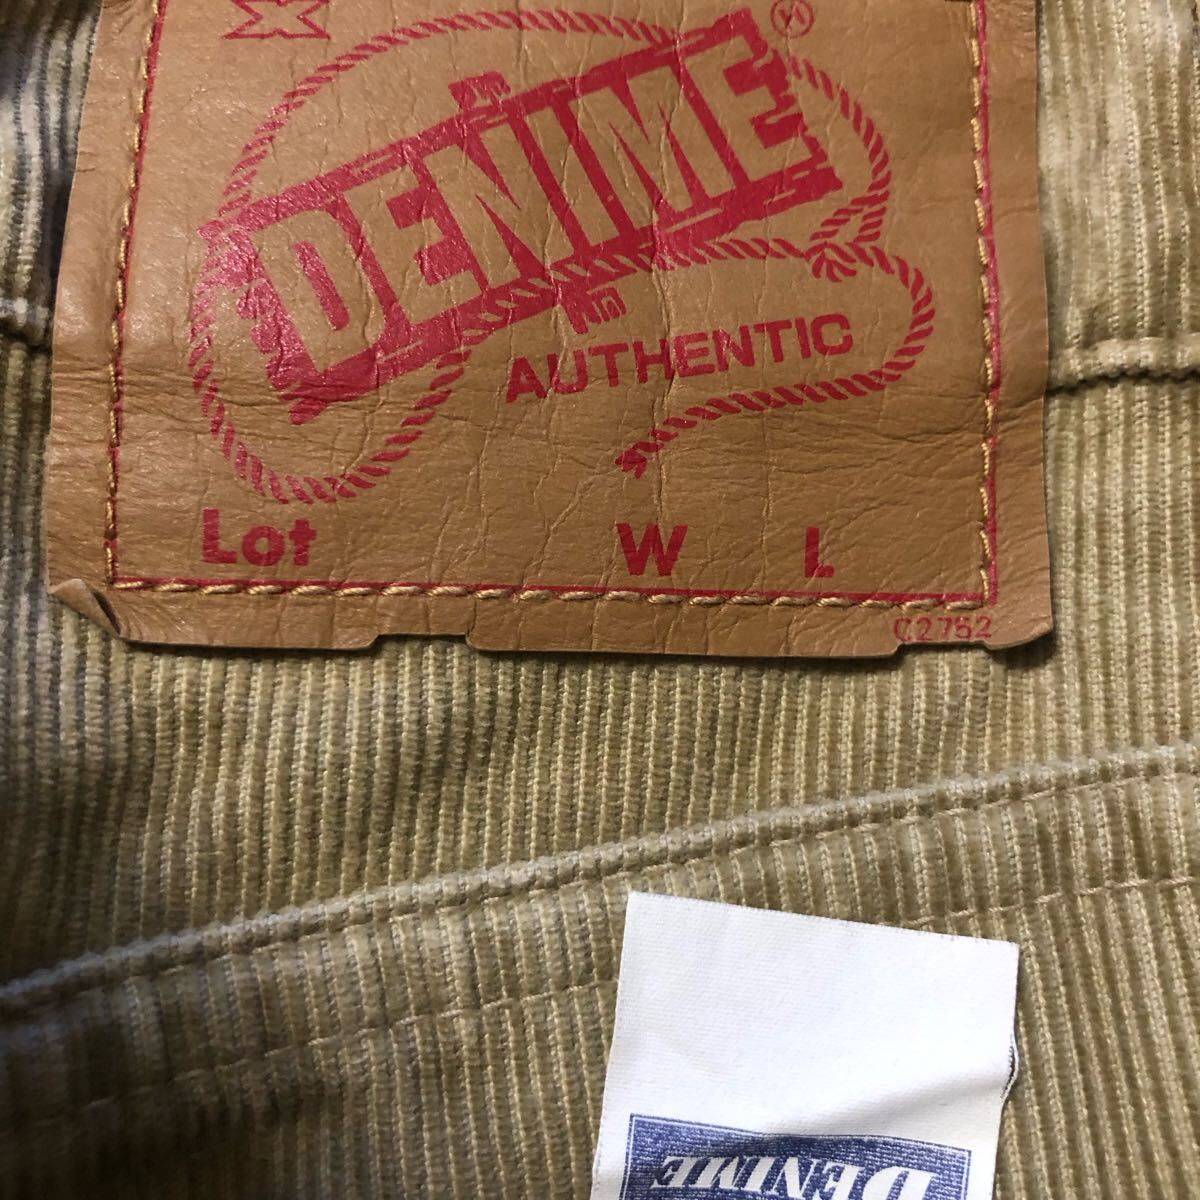 DENIME
AUTHENTIC
Lot W L
C2752
DENIME